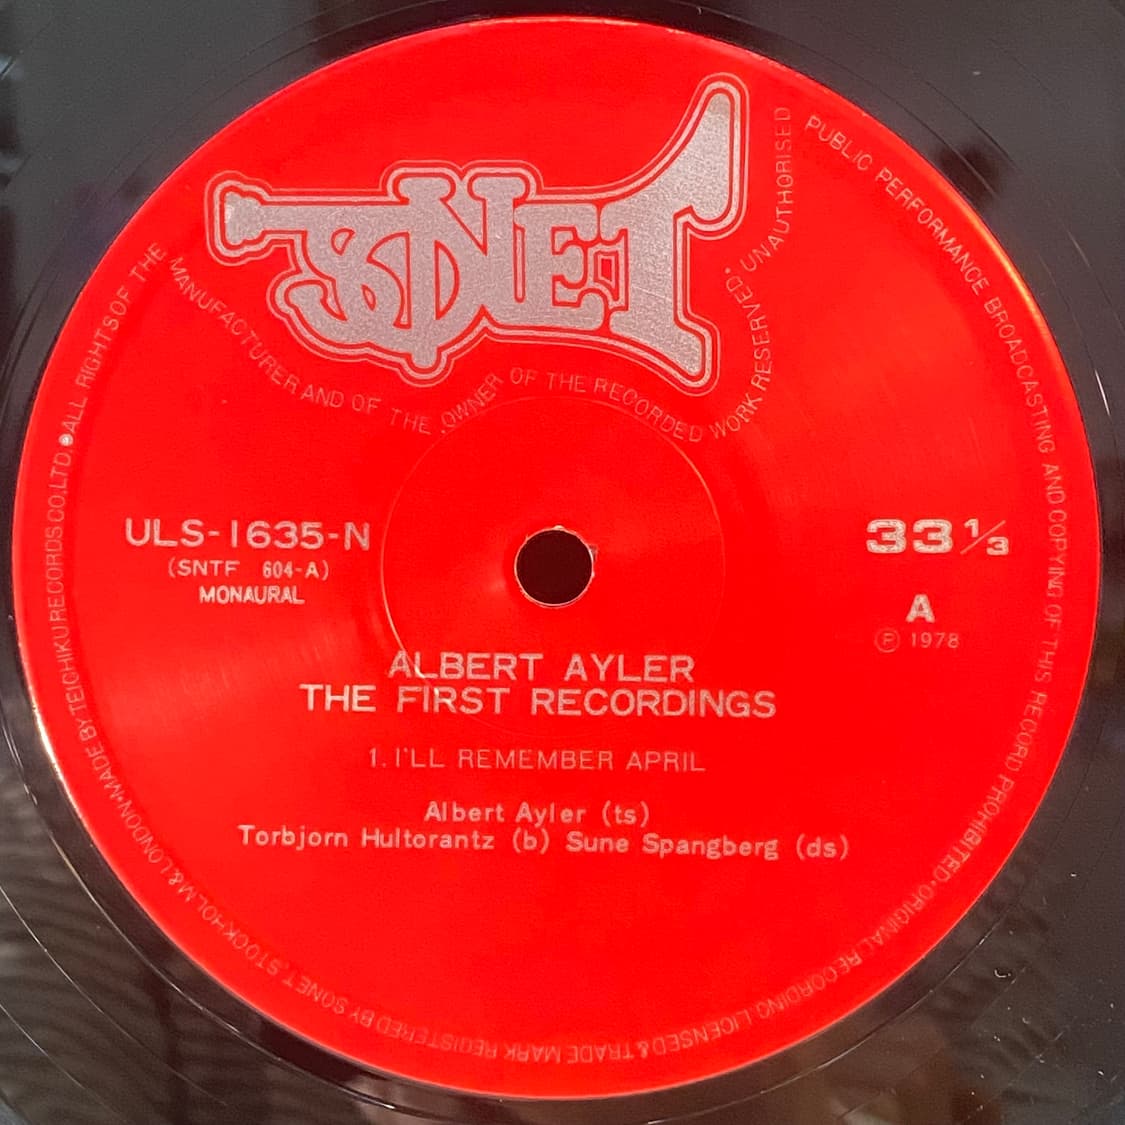 SONET
ALL RIGHTS OF THE MANUFACTURER AND OF THE OWNER OF THE RECORDED WORK RESERVED° UNAUTHORISED PUBLIC PERFORMANCE BROADCASTING AND COPYING OF THIS RECORD PROHIBITED·ORIGINAL RECORDING LICENSED & TRADE MARK REGISTERED BY SONET, STOCKHOLM & LONDON•MADE BY TEICHIKU RECORDS CO.,LTD.
ULS-1635-N
(SNTF 604-A)
MONAURAL
33 1/3
A
Ⓟ 1978
ALBERT AYLER
THE FIRST RECORDINGS
1. I'LL REMEMBER APRIL
Albert Ayler (ts)
Torbjorn Hultorantz (b) Sune Spangberg (ds)